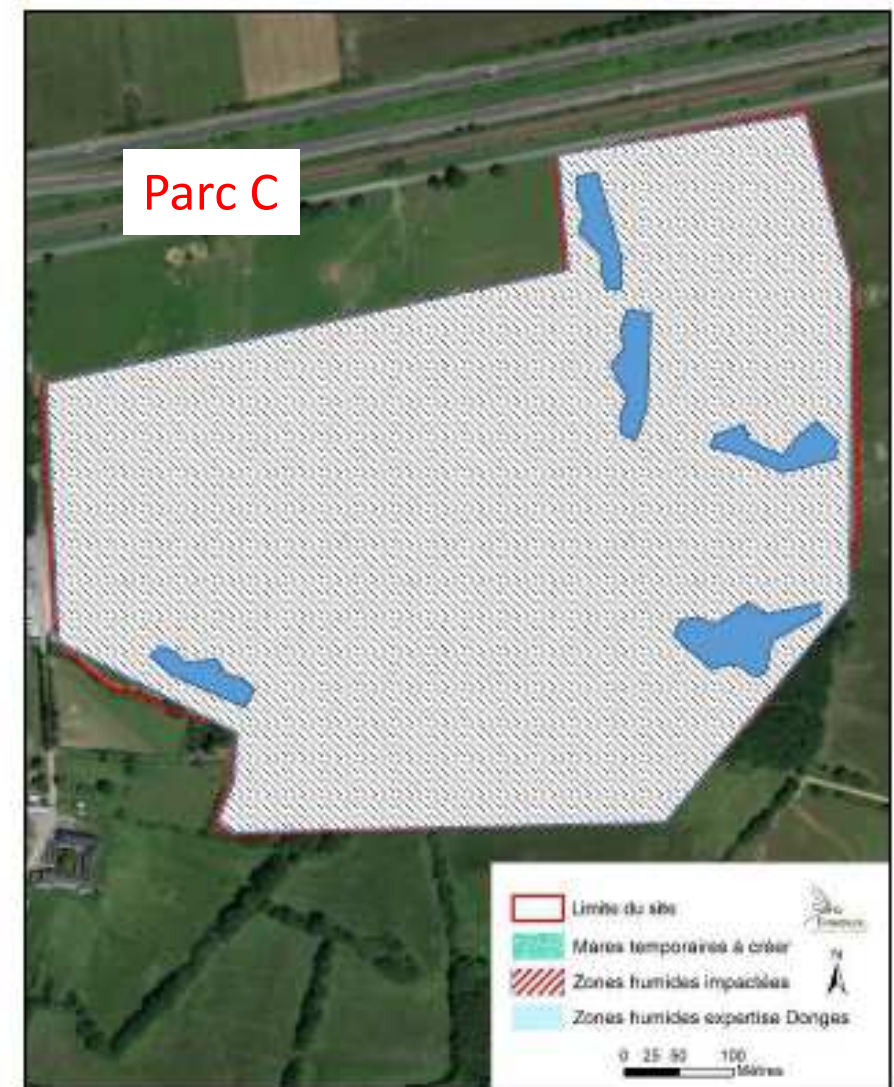 Parc C
Limite du site
Mares temporaires à créer
Zones humides impactées
Zones humides expertise Donges
N
0 25 50 100
Mètres